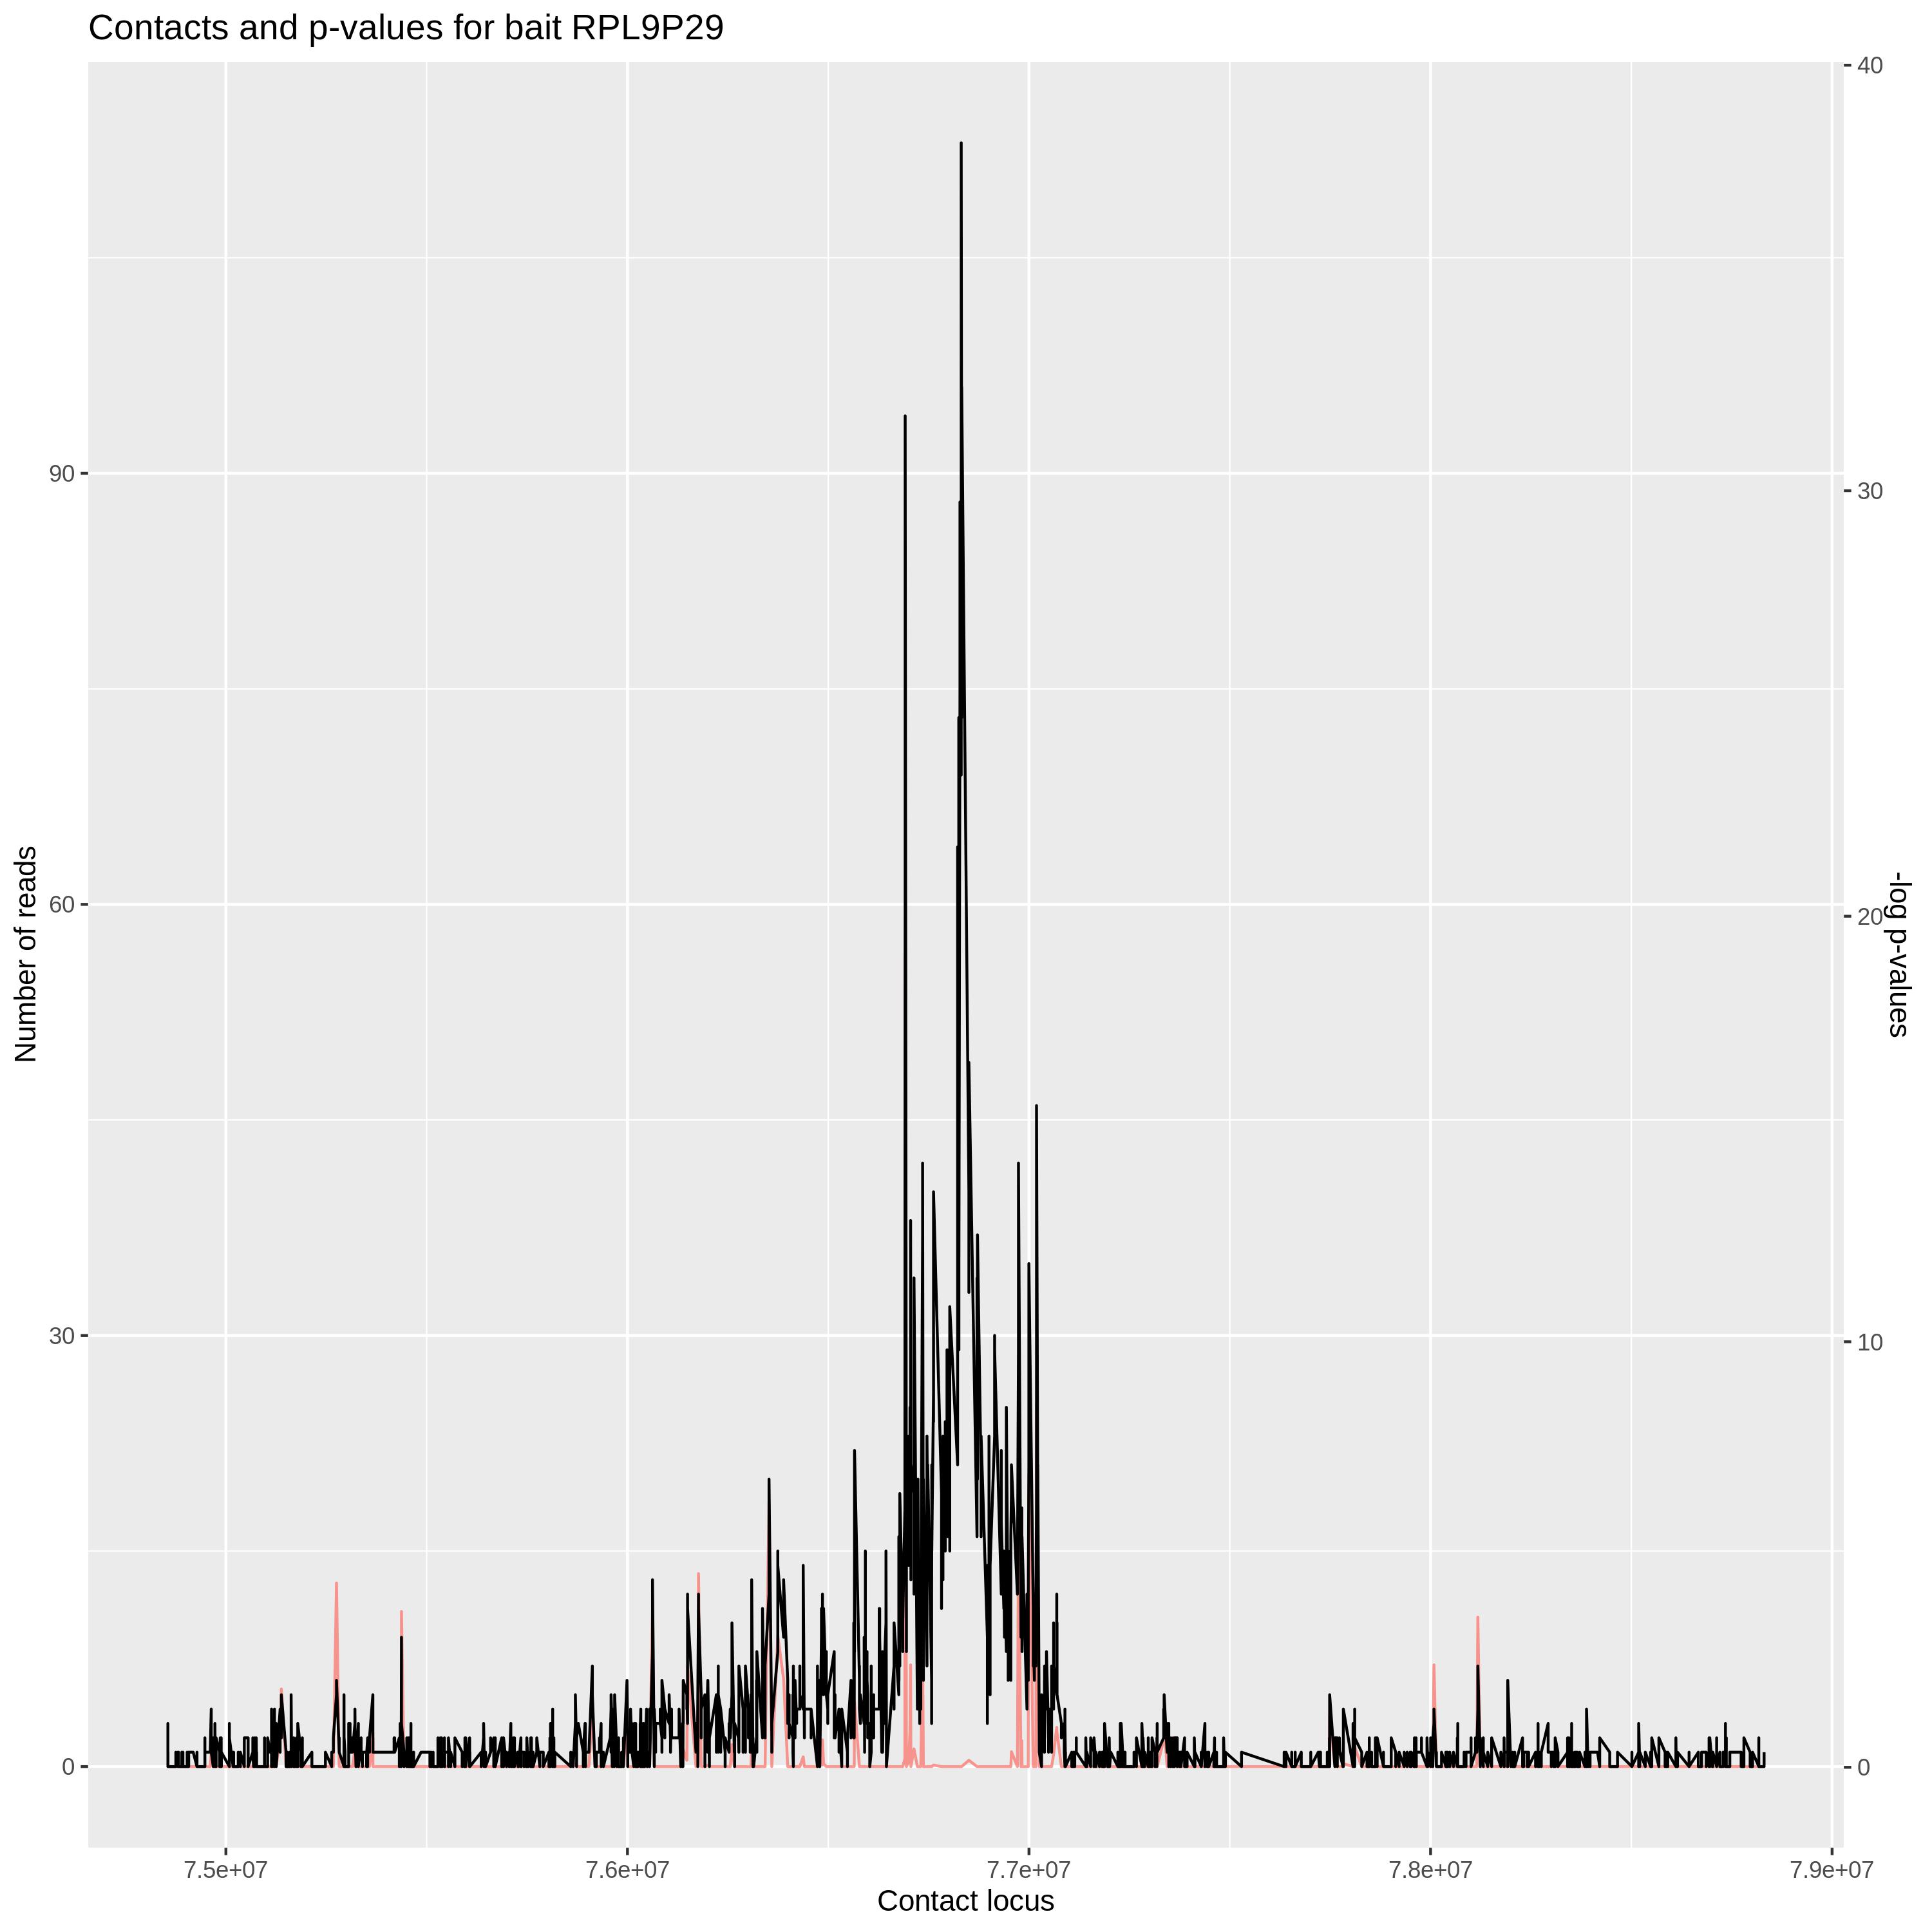 Contacts and p-values for bait RPL9P29
40
90
30
60
20
30
10
0
0
Number of reads
-log p-values
7.5e+07
7.6e+07
7.7e+07
7.8e+07
7.9e+07
Contact locus